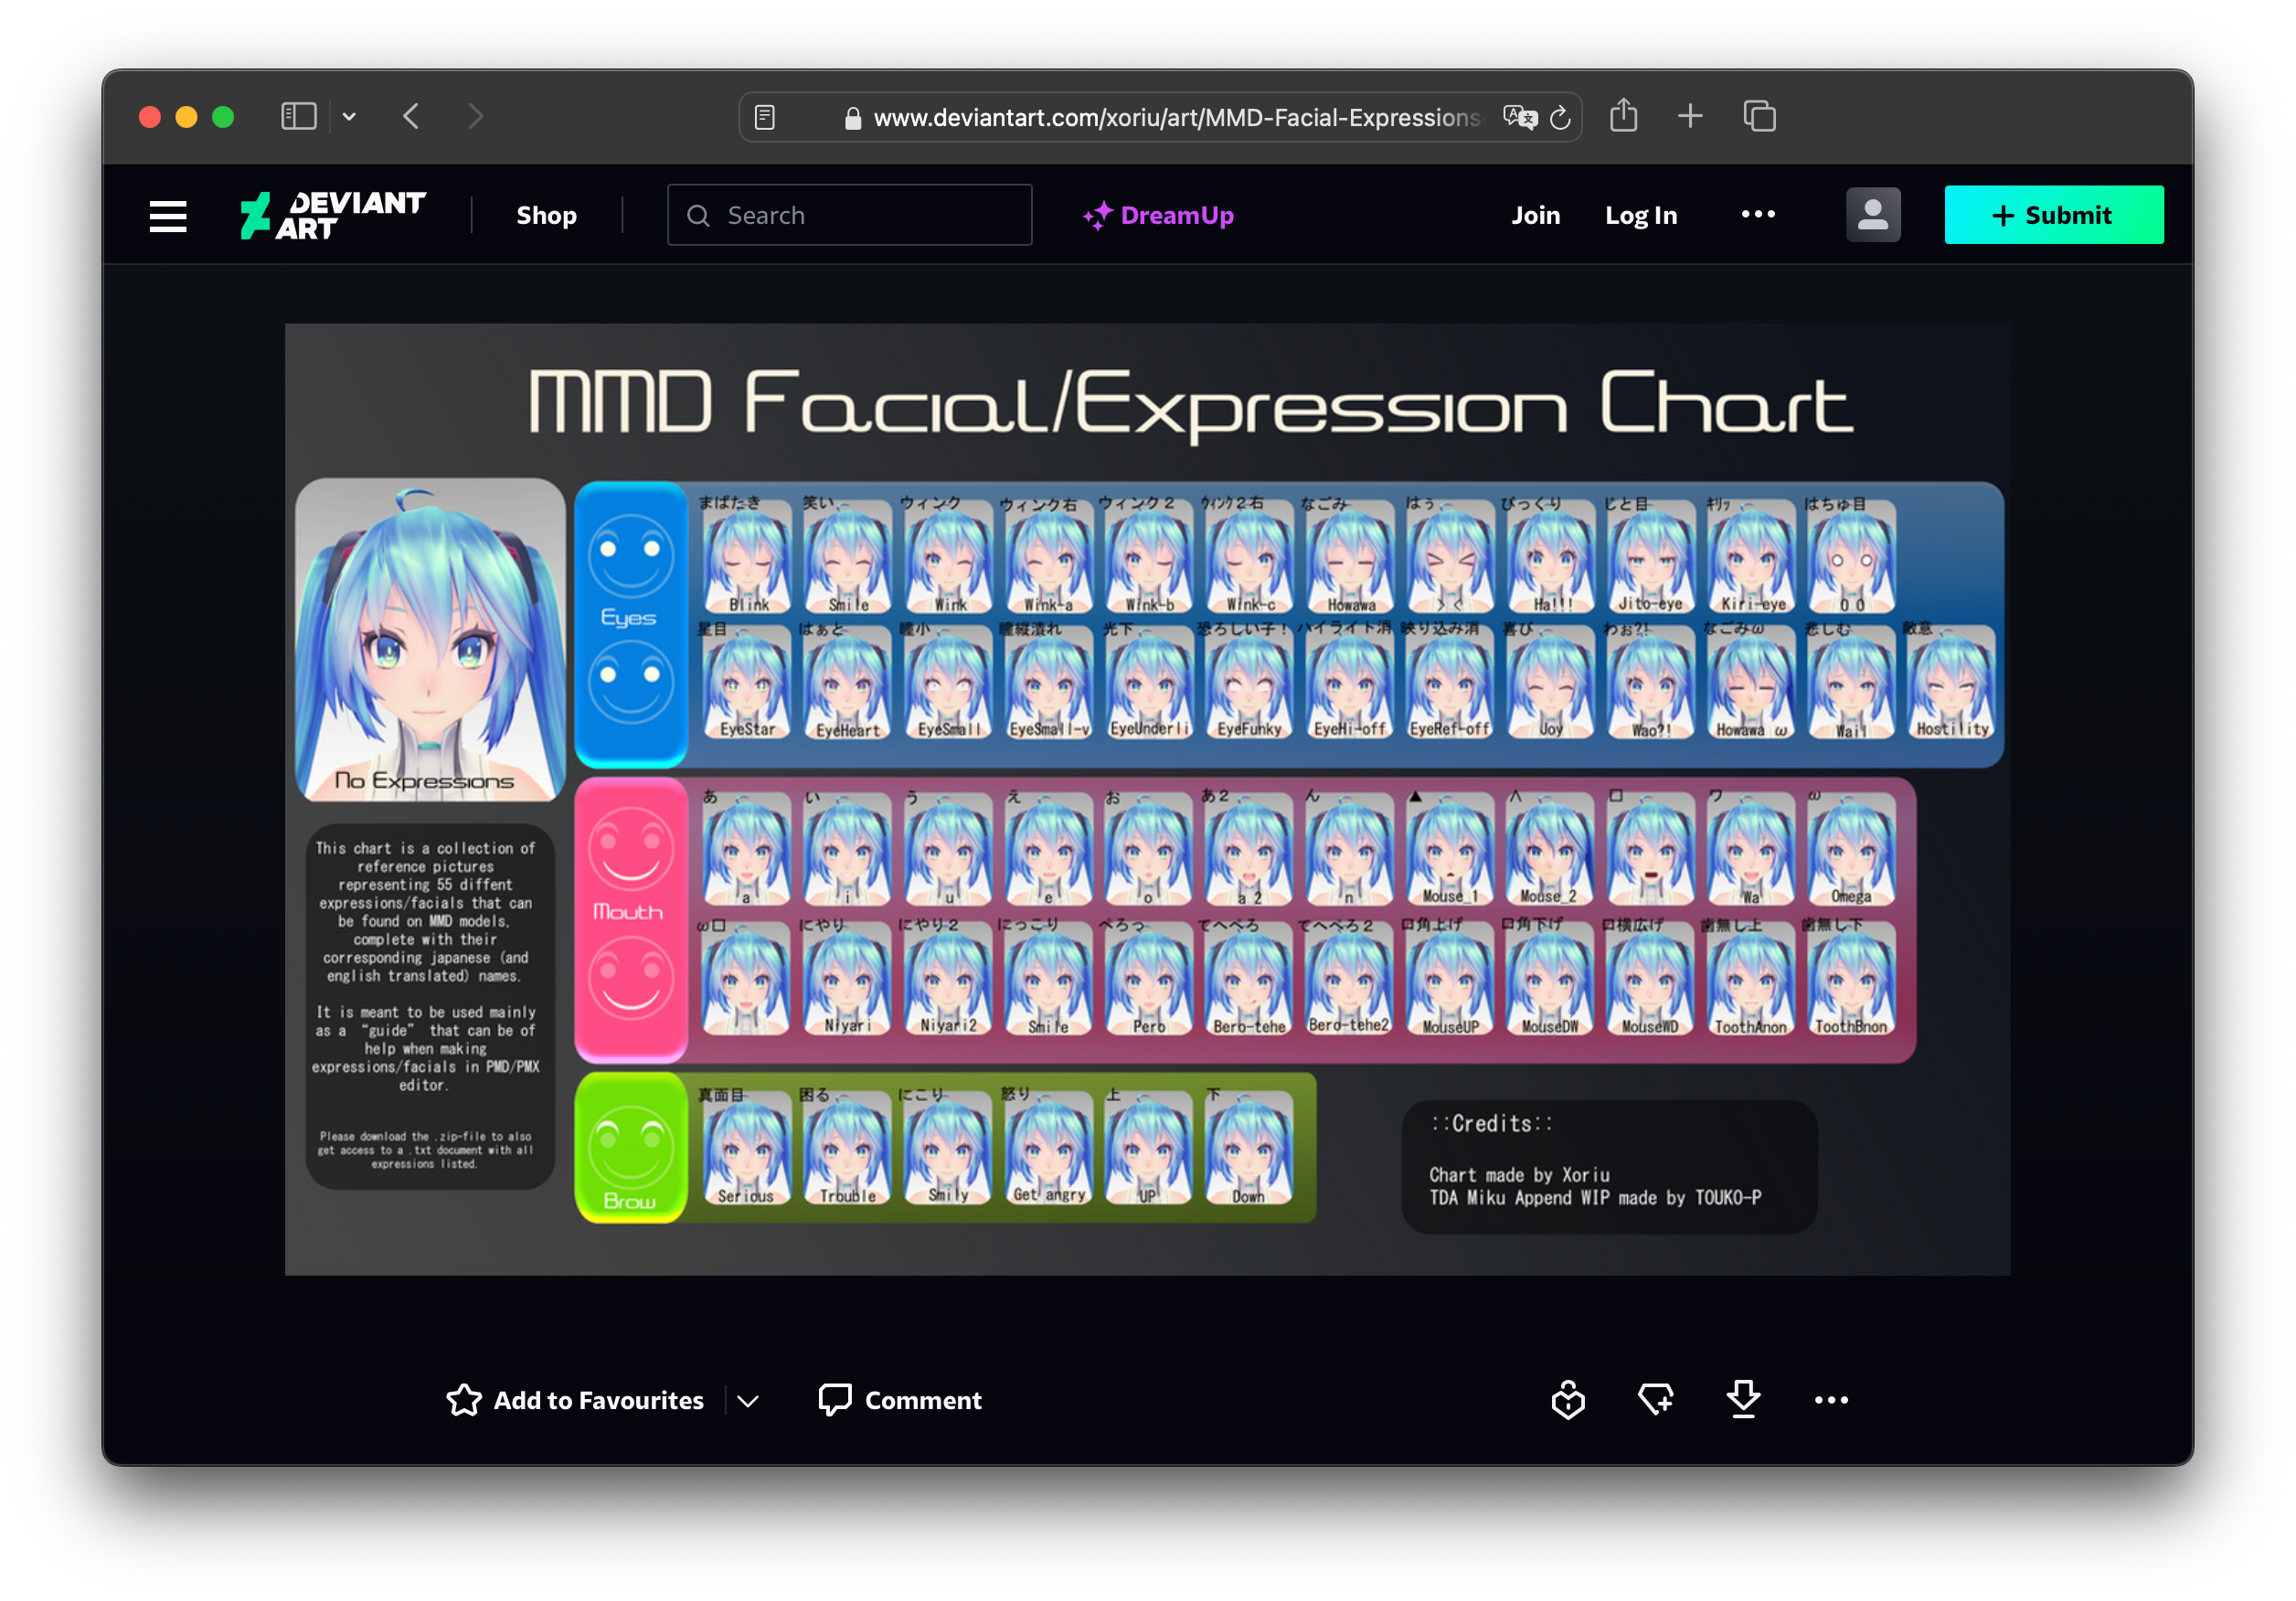 www.deviantart.com/xoriu/art/MMD-Facial-Expressions
DEVIANT
ART
Shop
Search
DreamUp
Join
Log In
Submit
MMD Facial/Expression Chart
No Expressions
This chart is a collection of
reference pictures
representing 55 diffent
expressions/facials that can
be found on MMD models,
complete with their
corresponding japanese (and
english translated) names.
It is meant to be used mainly
as a “guide” that can be of
help when making
expressions/facials in PMD/PMX
editor.
Please download the .zip-file to also
get access to a .txt document with all
expressions listed.
Eyes
まばたき 笑い ウィンク ウィンク右 ウィンク２ ｳｨﾝｸ２右 なごみ はぅ びっくり じと目 ｷﾘｯ はちゅ目
Blink Smile Wink Wink-a Wink-b Wink-c Howawa > < Ha!!! Jito-eye Kiri-eye O O
星目 はぁと 瞳小 瞳縦潰れ 光下 恐ろしい子！ ハイライト消 映り込み消 喜び わぉ?! なごみω 悲しむ 敵意
EyeStar EyeHeart EyeSmall EyeSmall-v EyeUnderli EyeFunky EyeHi-off EyeRef-off Joy Wao?! Howawa ω Wail Hostility
Mouth
あ い う え お あ２ ん ▲ ∧ □ ワ ω
a i u e o a 2 n Mouse_1 Mouse_2 Wa Omega
ω□ にやり にやり２ にっこり ぺろっ てへぺろ てへぺろ２ 口角上げ 口角下げ 口横広げ 歯無し上 歯無し下
Niyari Niyari2 Smile Pero Bero-tehe Bero-tehe2 MouseUP MouseDW MouseWD ToothAnon ToothBnon
Brow
真面目 困る にこり 怒り 上 下
Serious Trouble Smily Get angry UP Down
::Credits::
Chart made by Xoriu
TDA Miku Append WIP made by TOUKO-P
Add to Favourites
Comment